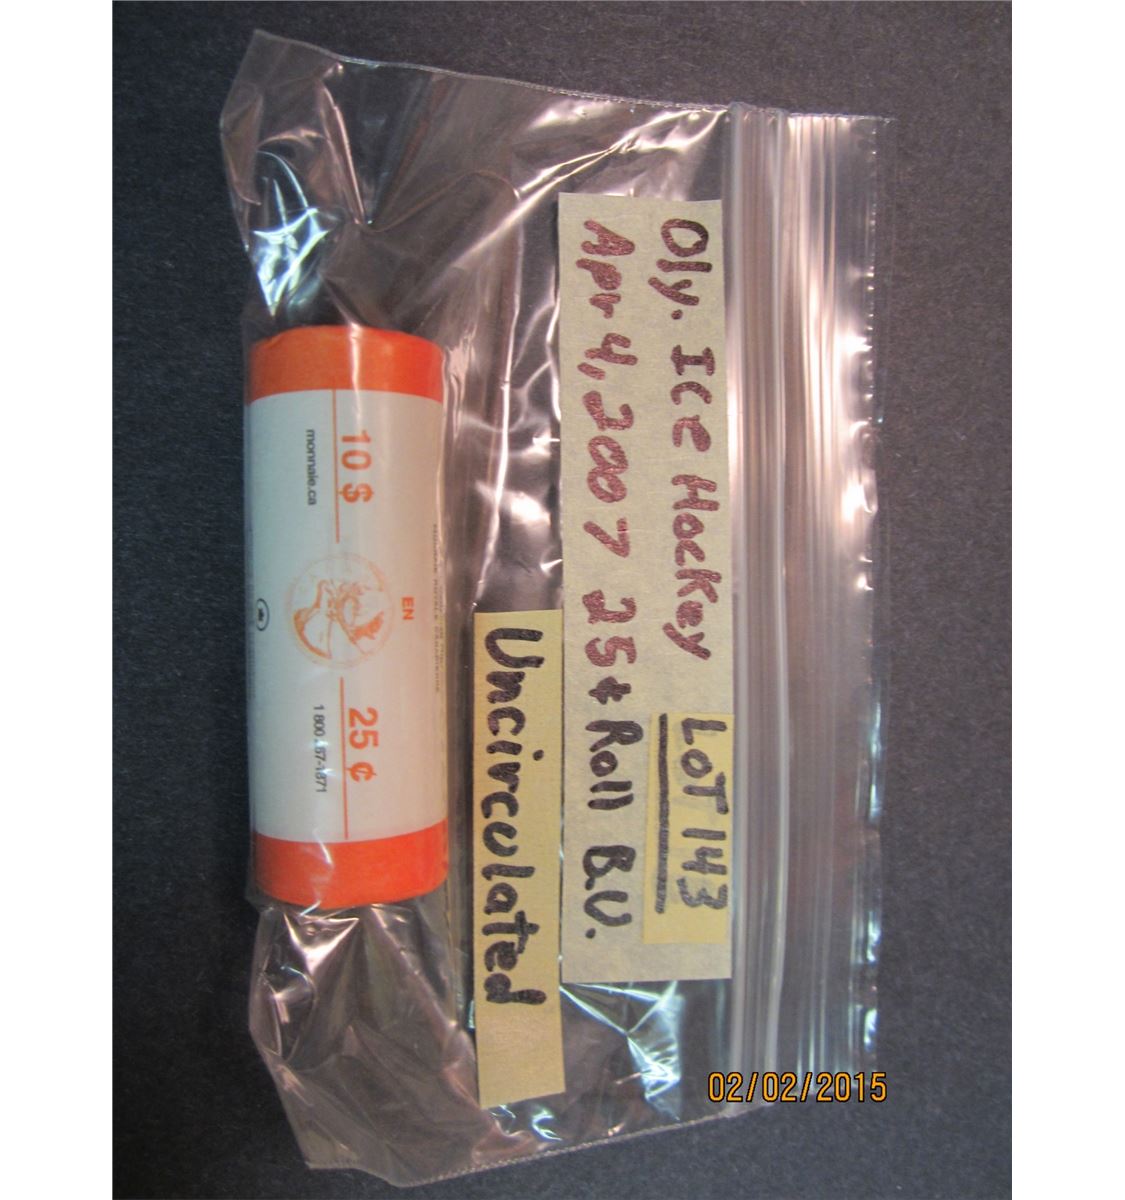 Oly. Ice Hockey
LOT 143
Apr 4, 2007 25¢ Roll B.U.
Uncirculated
EN
10 $ 25 ¢
monnaie.ca
02/02/2015